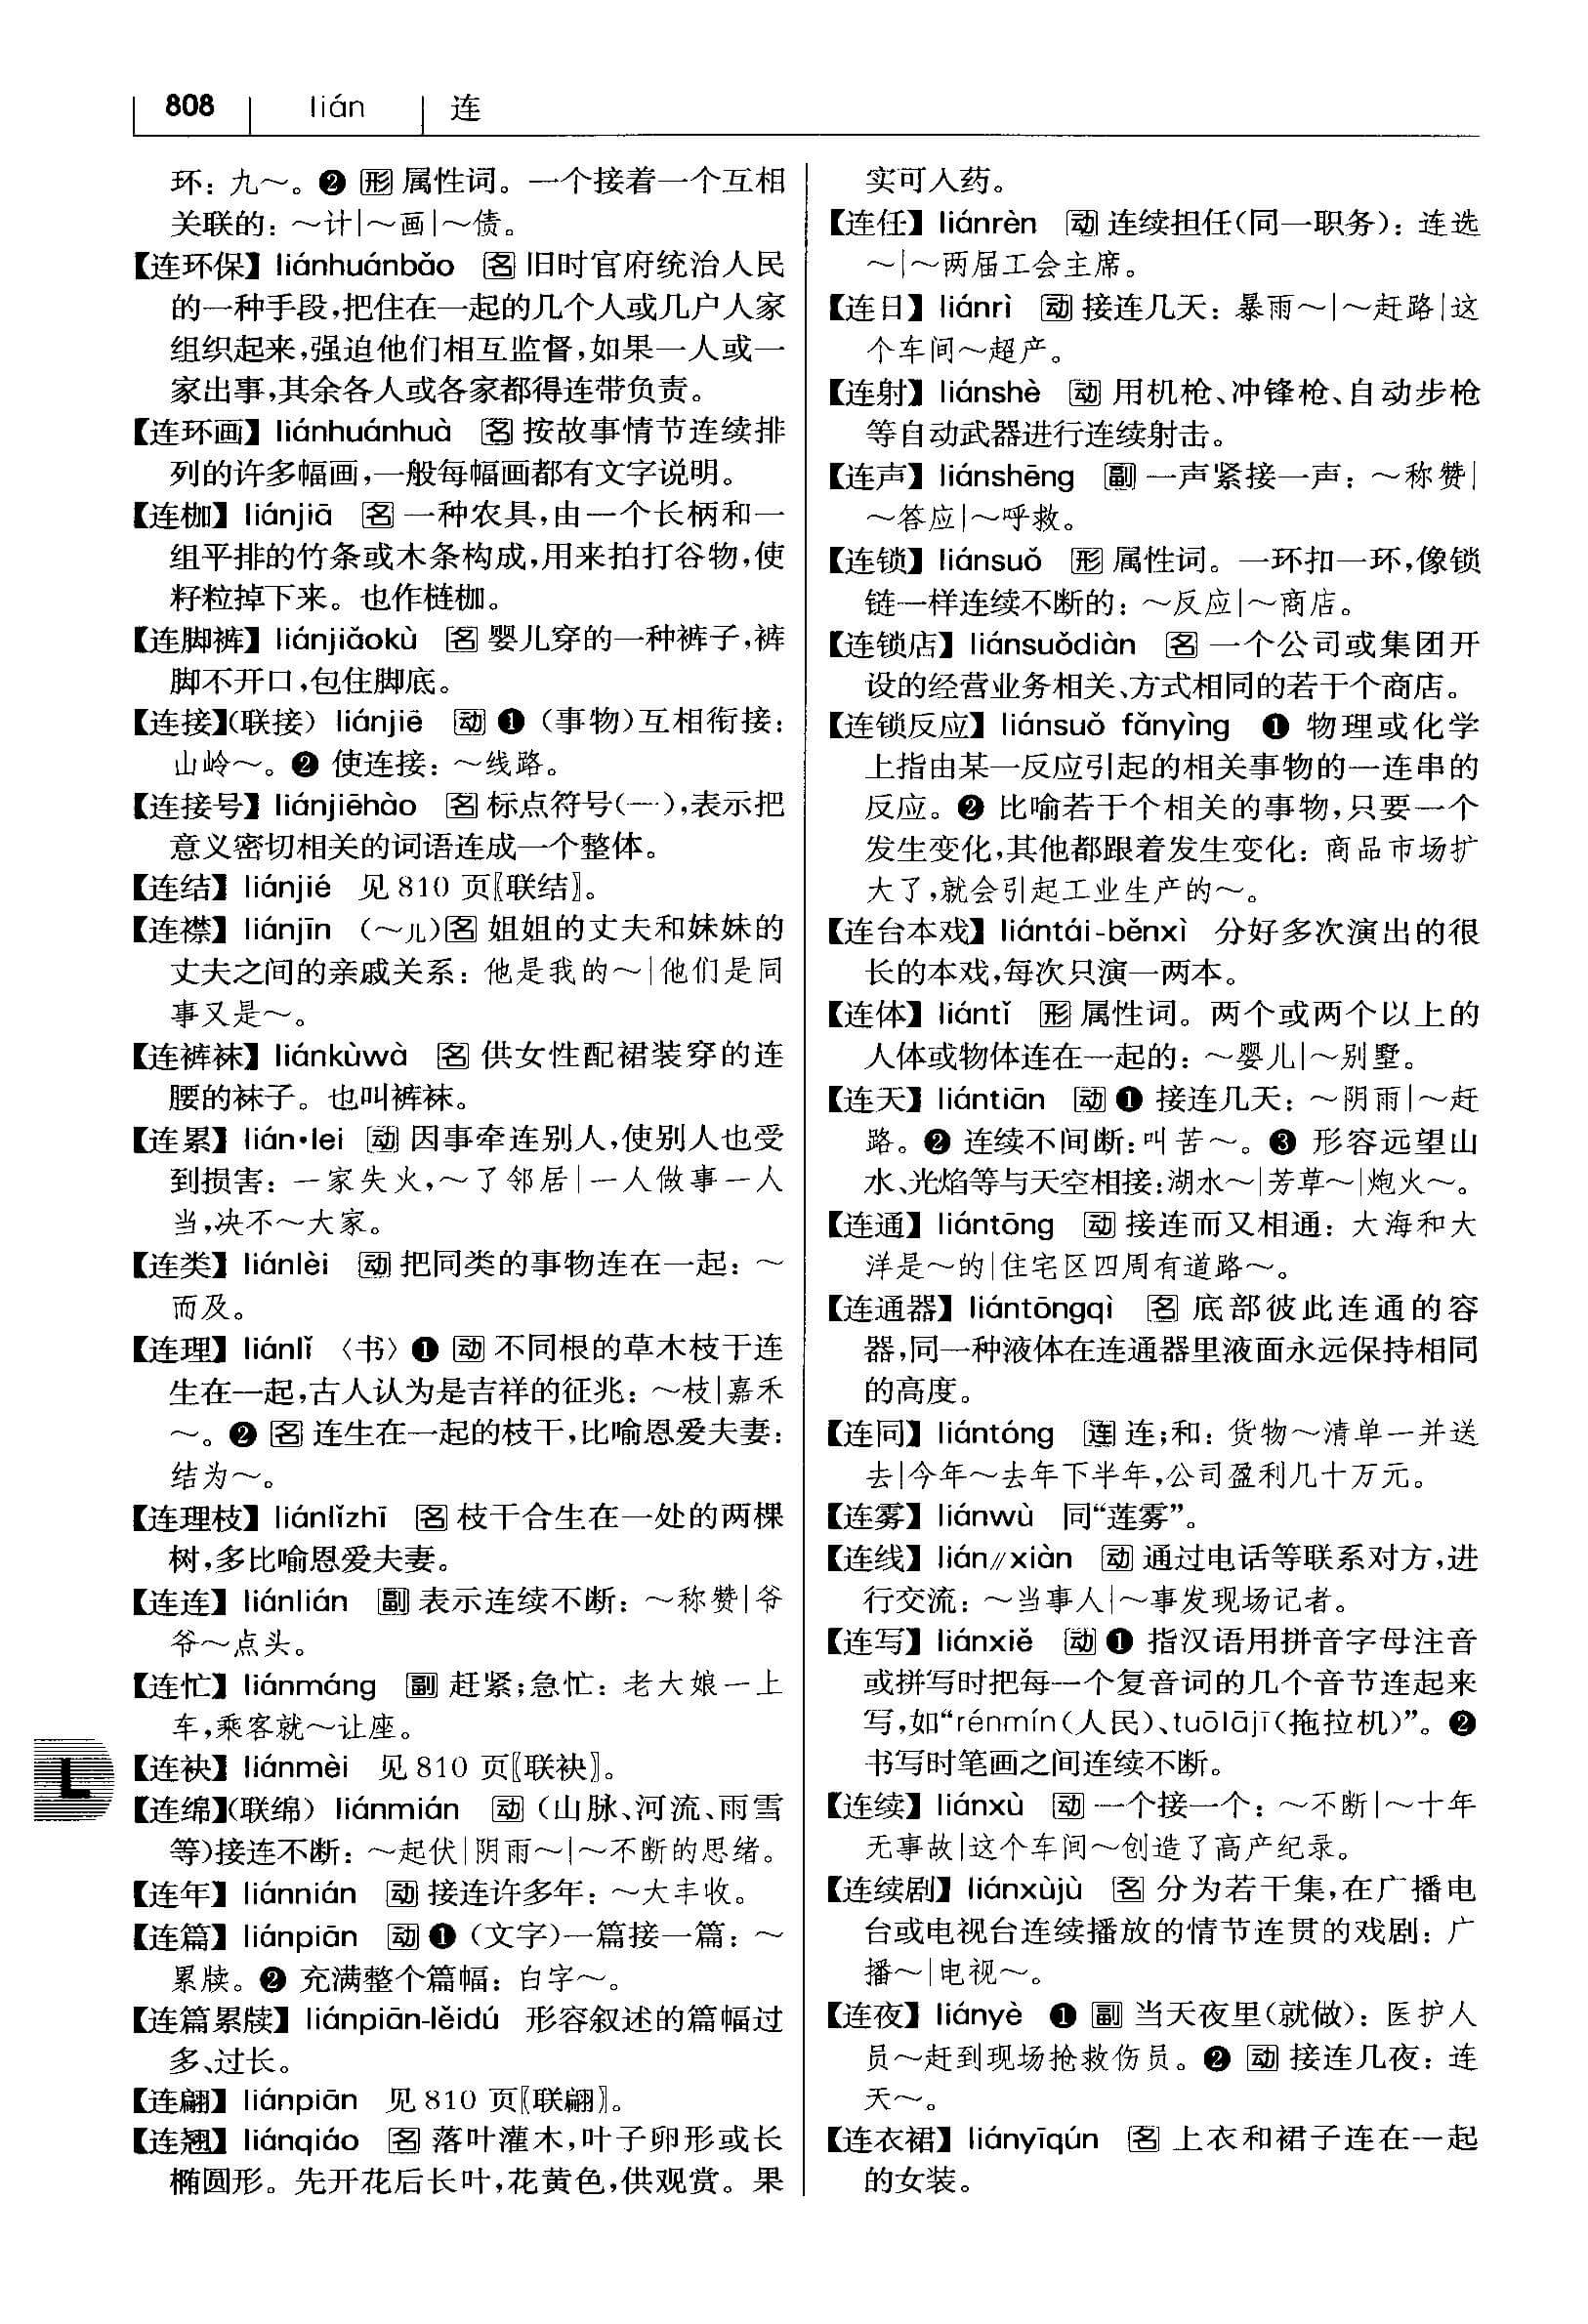 808 lián 连
环：九～。❷ 形 属性词。一个接着一个互相
关联的：～计|～画|～债。
【连环保】liánhuánbǎo 名 旧时官府统治人民
的一种手段,把住在一起的几个人或几户人家
组织起来,强迫他们相互监督,如果一人或一
家出事,其余各人或各家都得连带负责。
【连环画】liánhuánhuà 名 按故事情节连续排
列的许多幅画,一般每幅画都有文字说明。
【连枷】liánjiā 名 一种农具,由一个长柄和一
组平排的竹条或木条构成,用来拍打谷物,使
籽粒掉下来。也作梿枷。
【连脚裤】liánjiǎokù 名 婴儿穿的一种裤子,裤
脚不开口,包住脚底。
【连接】(联接) liánjiē 动 ❶ (事物)互相衔接：
山岭～。❷ 使连接：～线路。
【连接号】liánjiēhào 名 标点符号(—),表示把
意义密切相关的词语连成一个整体。
【连结】liánjié 见 810 页〖联结〗。
【连襟】liánjīn (～儿)名 姐姐的丈夫和妹妹的
丈夫之间的亲戚关系：他是我的～|他们是同
事又是～。
【连裤袜】liánkùwà 名 供女性配裙装穿的连
腰的袜子。也叫裤袜。
【连累】lián•lei 动 因事牵连别人,使别人也受
到损害：一家失火,～了邻居|一人做事一人
当,决不～大家。
【连类】liánlèi 动 把同类的事物连在一起：～
而及。
【连理】liánlǐ 〈书〉❶ 动 不同根的草木枝干连
生在一起,古人认为是吉祥的征兆：～枝|嘉禾
～。❷ 名 连生在一起的枝干,比喻恩爱夫妻：
结为～。
【连理枝】liánlǐzhī 名 枝干合生在一处的两棵
树,多比喻恩爱夫妻。
【连连】liánlián 副 表示连续不断：～称赞|爷
爷～点头。
【连忙】liánmáng 副 赶紧;急忙：老大娘一上
车,乘客就～让座。
【连袂】liánmèi 见 810 页〖联袂〗。
【连绵】(联绵) liánmián 动 (山脉、河流、雨雪
等)接连不断：～起伏|阴雨～|～不断的思绪。
【连年】liánnián 动 接连许多年：～大丰收。
【连篇】liánpiān 动 ❶ (文字)一篇接一篇：～
累牍。❷ 充满整个篇幅：白字～。
【连篇累牍】liánpiān-lěidú 形容叙述的篇幅过
多、过长。
【连翩】liánpiān 见 810 页〖联翩〗。
【连翘】liánqiáo 名 落叶灌木,叶子卵形或长
椭圆形。先开花后长叶,花黄色,供观赏。果
L
实可入药。
【连任】liánrèn 动 连续担任(同一职务)：连选
～|～两届工会主席。
【连日】liánrì 动 接连几天：暴雨～|～赶路|这
个车间～超产。
【连射】liánshè 动 用机枪、冲锋枪、自动步枪
等自动武器进行连续射击。
【连声】liánshēng 副 一声紧接一声：～称赞|
～答应|～呼救。
【连锁】liánsuǒ 形 属性词。一环扣一环,像锁
链一样连续不断的：～反应|～商店。
【连锁店】liánsuǒdiàn 名 一个公司或集团开
设的经营业务相关、方式相同的若干个商店。
【连锁反应】liánsuǒ fǎnyìng ❶ 物理或化学
上指由某一反应引起的相关事物的一连串的
反应。❷ 比喻若干个相关的事物,只要一个
发生变化,其他都跟着发生变化：商品市场扩
大了,就会引起工业生产的～。
【连台本戏】liántái-běnxì 分好多次演出的很
长的本戏,每次只演一两本。
【连体】liántǐ 形 属性词。两个或两个以上的
人体或物体连在一起的：～婴儿|～别墅。
【连天】liántiān 动 ❶ 接连几天：～阴雨|～赶
路。❷ 连续不间断：叫苦～。❸ 形容远望山
水、光焰等与天空相接：湖水～|芳草～|炮火～。
【连通】liántōng 动 接连而又相通：大海和大
洋是～的|住宅区四周有道路～。
【连通器】liántōngqì 名 底部彼此连通的容
器,同一种液体在连通器里液面永远保持相同
的高度。
【连同】liántóng 连 连;和：货物～清单一并送
去|今年～去年下半年,公司盈利几十万元。
【连雾】liánwù 同“莲雾”。
【连线】lián∥xiàn 动 通过电话等联系对方,进
行交流：～当事人|～事发现场记者。
【连写】liánxiě 动 ❶ 指汉语用拼音字母注音
或拼写时把每一个复音词的几个音节连起来
写,如“rénmín(人民)、tuōlājī(拖拉机)”。❷
书写时笔画之间连续不断。
【连续】liánxù 动 一个接一个：～不断|～十年
无事故|这个车间～创造了高产纪录。
【连续剧】liánxùjù 名 分为若干集,在广播电
台或电视台连续播放的情节连贯的戏剧：广
播～|电视～。
【连夜】liányè ❶ 副 当天夜里(就做)：医护人
员～赶到现场抢救伤员。❷ 动 接连几夜：连
天～。
【连衣裙】liányīqún 名 上衣和裙子连在一起
的女装。